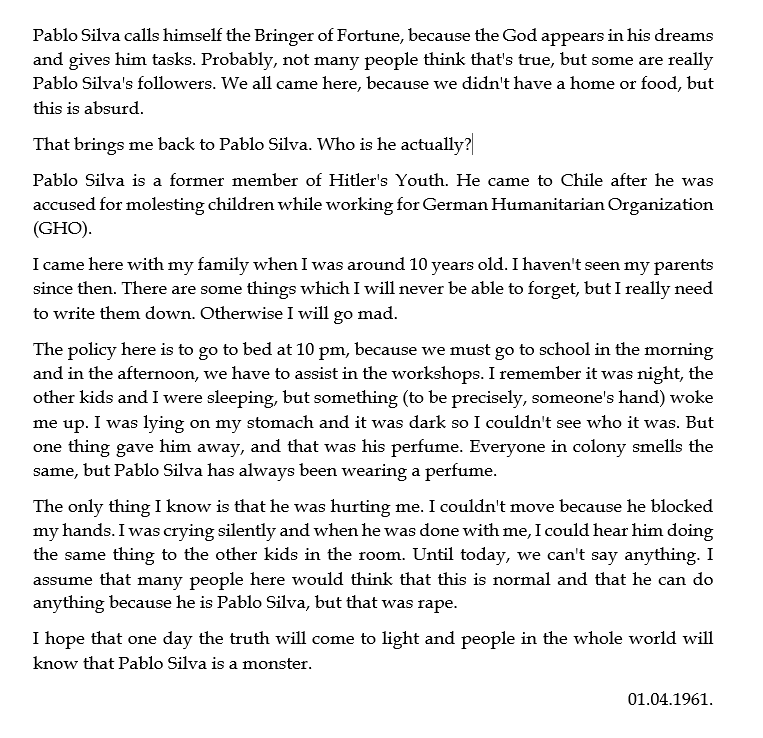 Pablo Silva calls himself the Bringer of Fortune, because the God appears in his dreams
and gives him tasks. Probably, not many people think that's true, but some are really
Pablo Silva's followers. We all came here, because we didn't have a home or food, but
this is absurd.
That brings me back to Pablo Silva. Who is he actually?
Pablo Silva is a former member of Hitler's Youth. He came to Chile after he was
accused for molesting children while working for German Humanitarian Organization
(GHO).
I came here with my family when I was around 10 years old. I haven't seen my parents
since then. There are some things which I will never be able to forget, but I really need
to write them down. Otherwise I will go mad.
The policy here is to go to bed at 10 pm, because we must go to school in the morning
and in the afternoon, we have to assist in the workshops. I remember it was night, the
other kids and I were sleeping, but something (to be precisely, someone's hand) woke
me up. I was lying on my stomach and it was dark so I couldn't see who it was. But
one thing gave him away, and that was his perfume. Everyone in colony smells the
same, but Pablo Silva has always been wearing a perfume.
The only thing I know is that he was hurting me. I couldn't move because he blocked
my hands. I was crying silently and when he was done with me, I could hear him doing
the same thing to the other kids in the room. Until today, we can't say anything. I
assume that many people here would think that this is normal and that he can do
anything because he is Pablo Silva, but that was rape.
I hope that one day the truth will come to light and people in the whole world will
know that Pablo Silva is a monster.
01.04.1961.